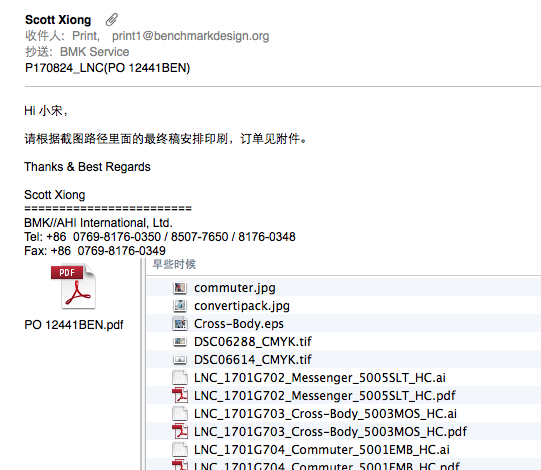 Scott Xiong
收件人: Print, print1@benchmarkdesign.org
抄送: BMK Service
P170824_LNC(PO 12441BEN)
Hi 小宋，
请根据截图路径里面的最终稿安排印刷，订单见附件。
Thanks & Best Regards
Scott Xiong
========================
BMK//AHI International, Ltd.
Tel: +86 0769-8176-0350 / 8507-7650 / 8176-0348
Fax: +86 0769-8176-0349
PDF
PO 12441BEN.pdf
早些时候
commuter.jpg
convertipack.jpg
Cross-Body.eps
DSC06288_CMYK.tif
DSC06614_CMYK.tif
LNC_1701G702_Messenger_5005SLT_HC.ai
LNC_1701G702_Messenger_5005SLT_HC.pdf
LNC_1701G703_Cross-Body_5003MOS_HC.ai
LNC_1701G703_Cross-Body_5003MOS_HC.pdf
LNC_1701G704_Commuter_5001EMB_HC.ai
LNC_1701G704_Commuter_5001EMB_HC.pdf